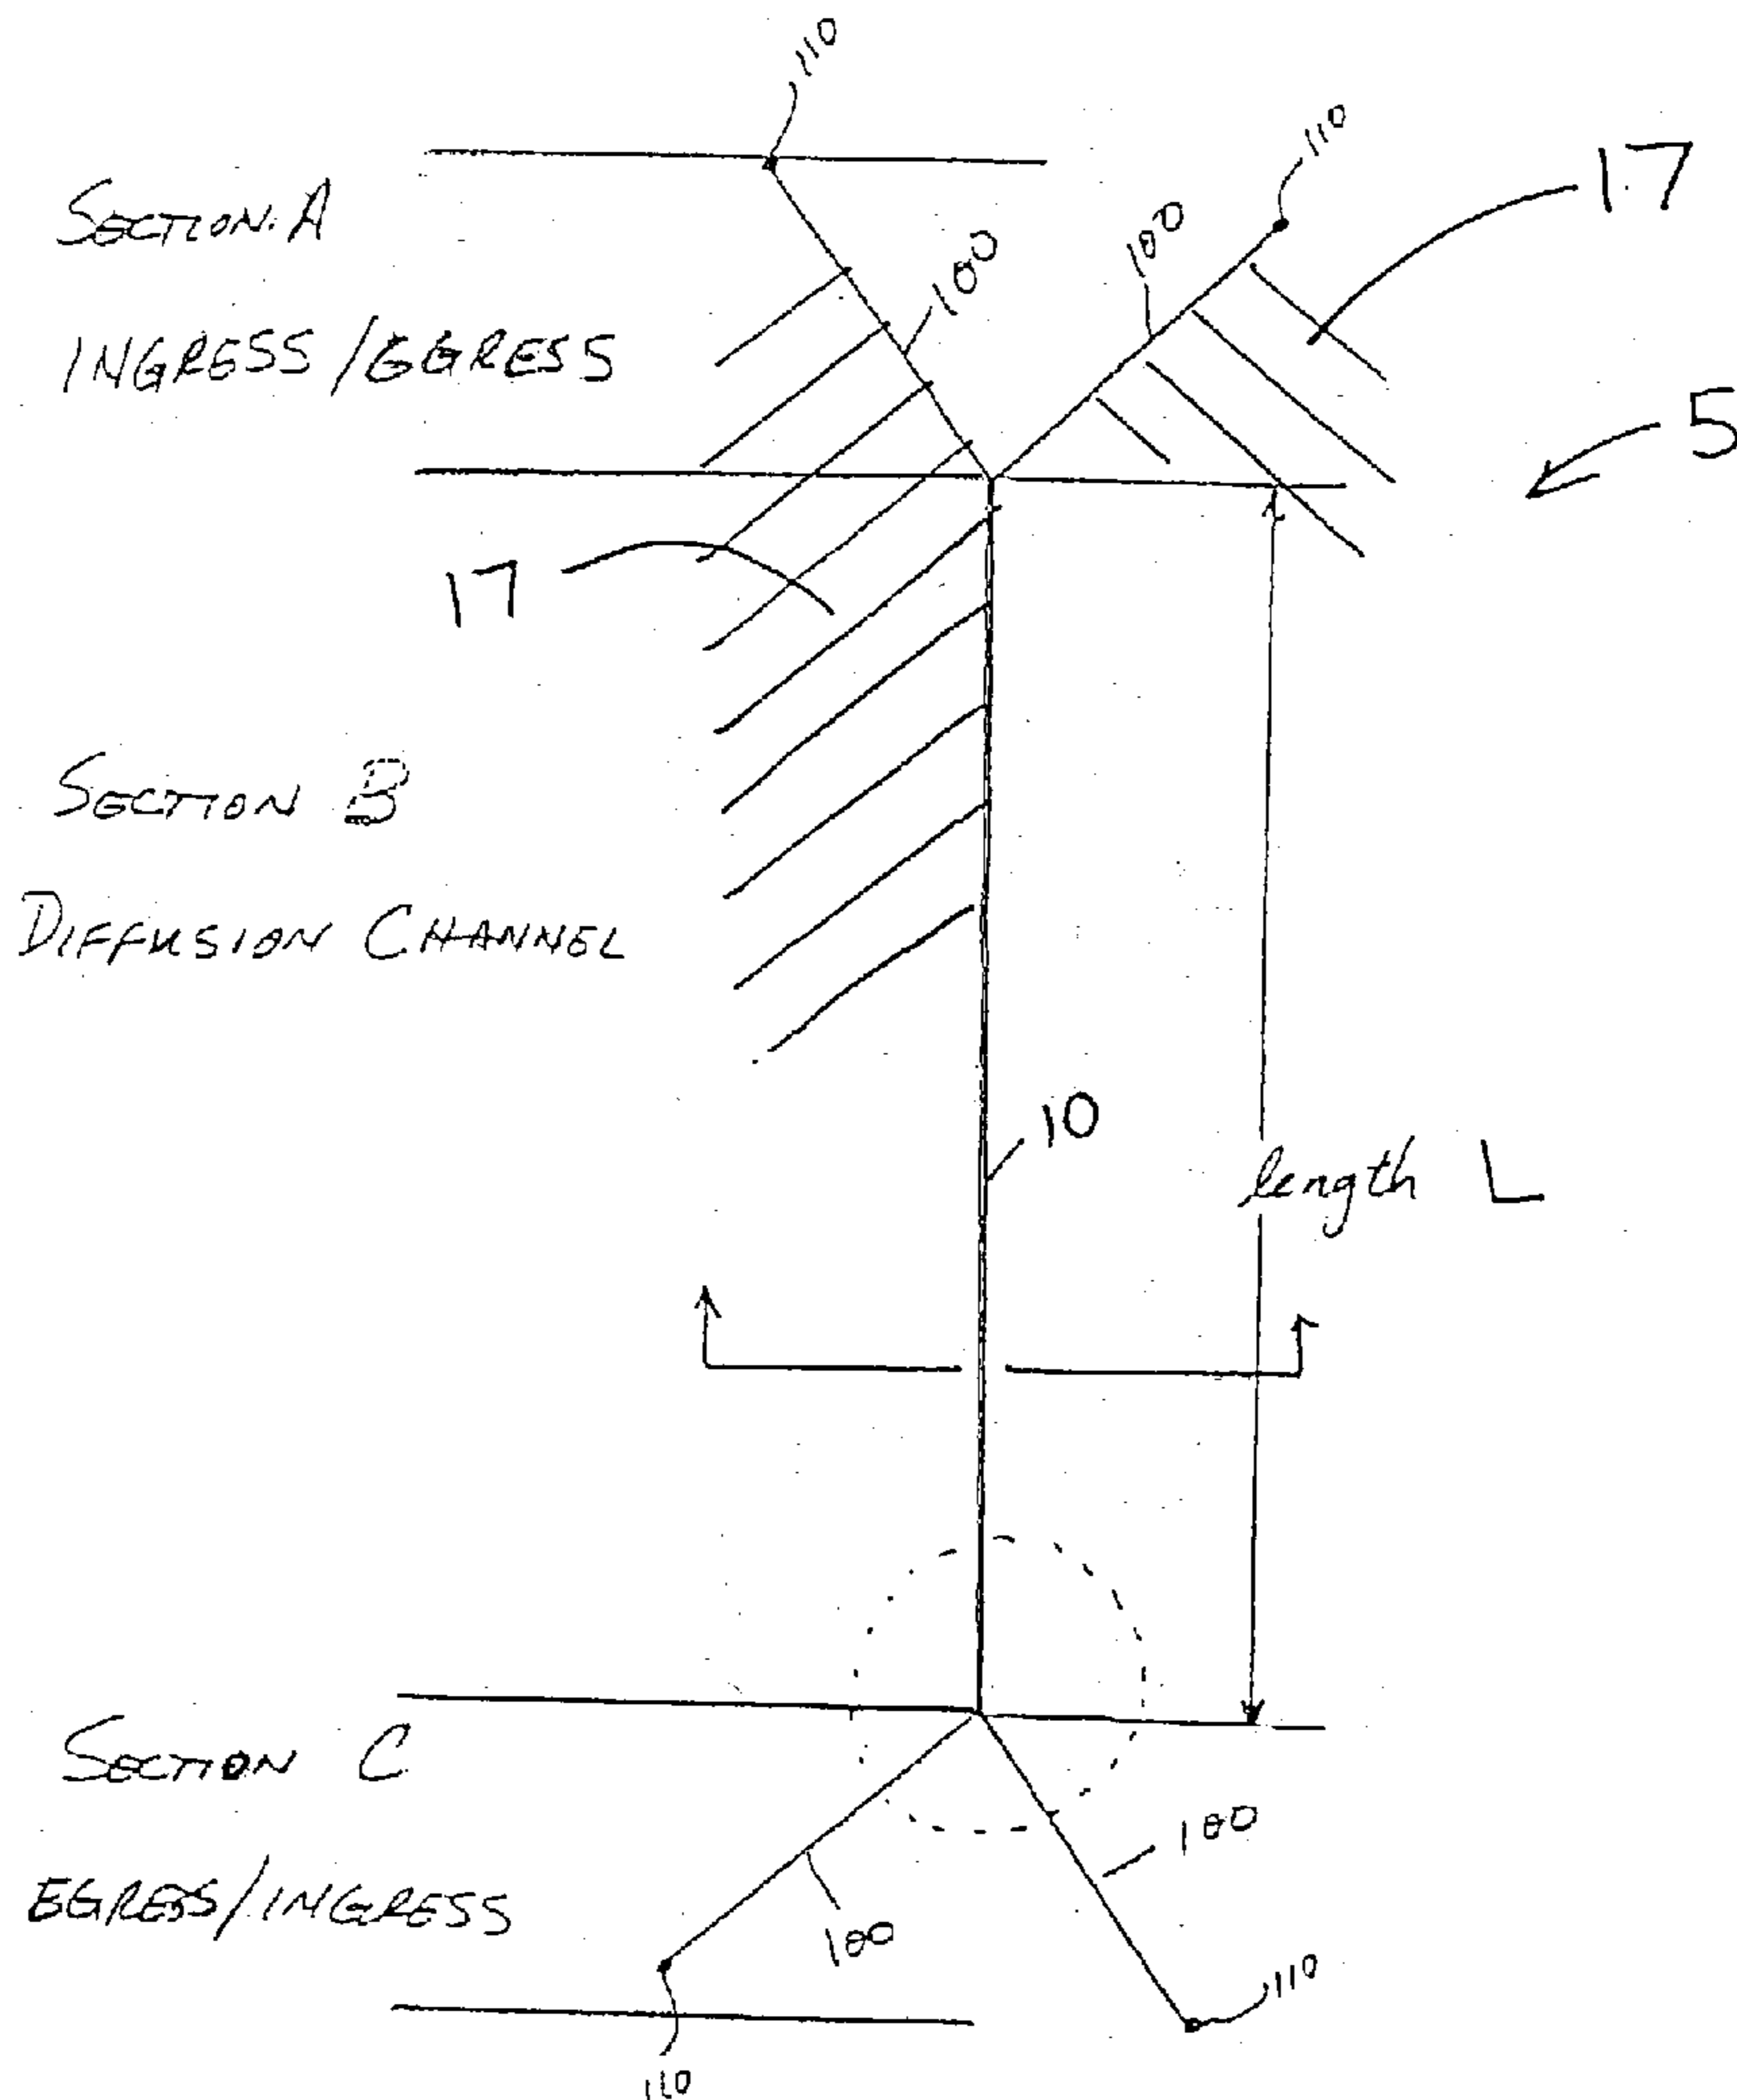 110
110
17
SECTION A
100
100
INGRESS/EGRESS
5
17
SECTION B
DIFFUSION CHANNEL
10
length L
SECTION C
100
EGRESS/INGRESS
100
110
110